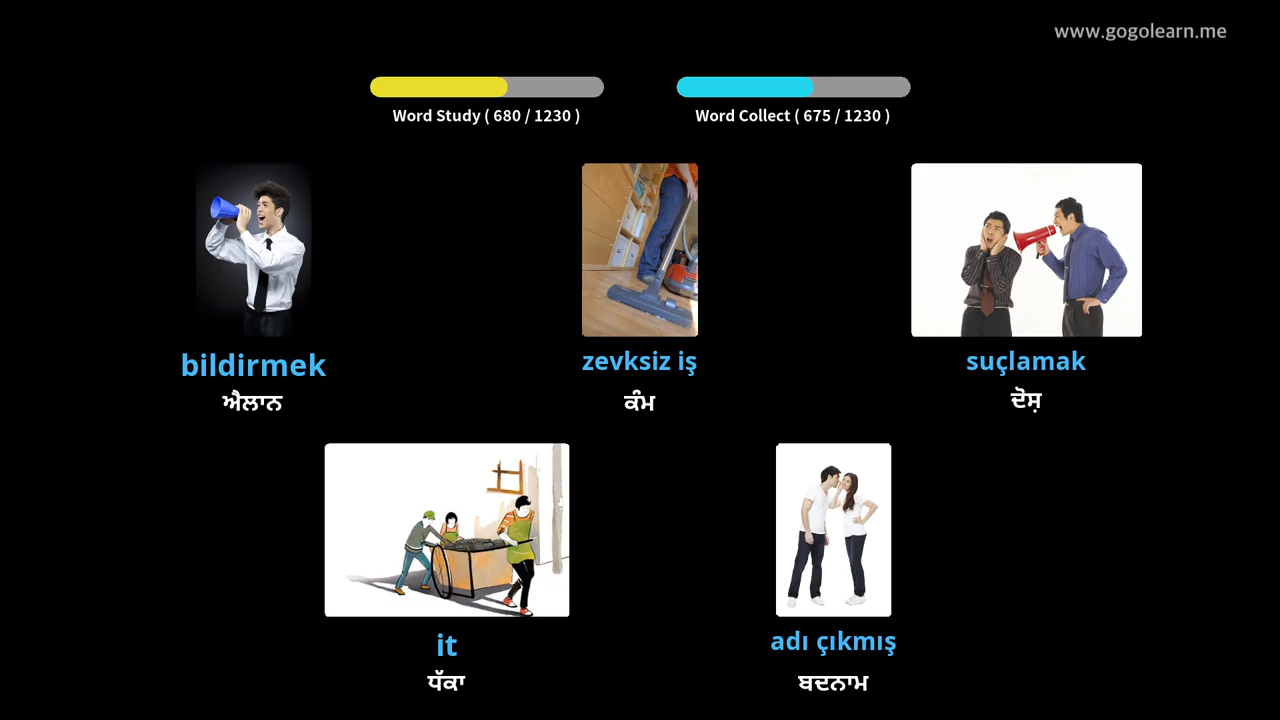 www.gogolearn.me
Word Study ( 680 / 1230 )
Word Collect ( 675 / 1230 )
bildirmek
ਐਲਾਨ
zevksiz iş
ਕੰਮ
suçlamak
ਦੋਸ਼
it
ਧੱਕਾ
adı çıkmış
ਬਦਨਾਮ